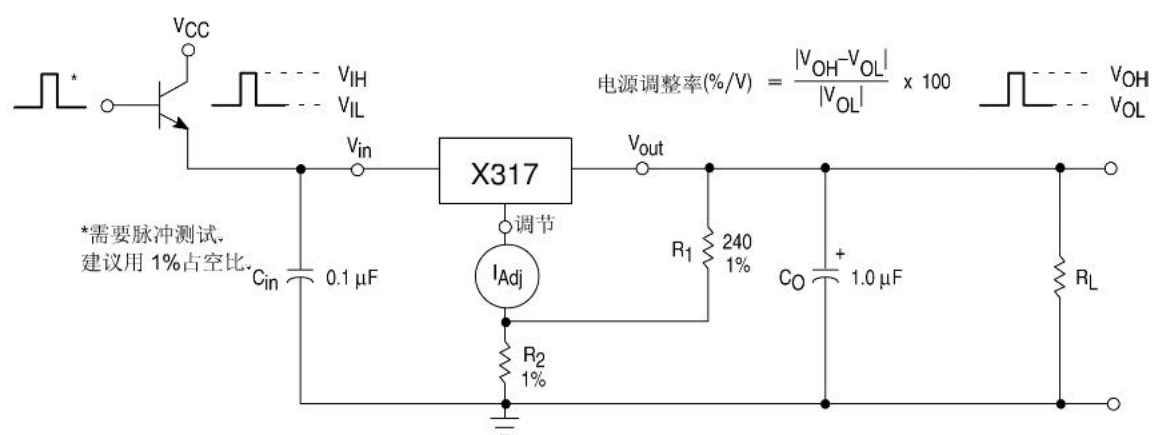 VCC
*
VIH
VIL
电源调整率(%/V) = |VOH–VOL| / |VOL| x 100
VOH
VOL
Vin
X317
Vout
调节
*需要脉冲测试.
建议用 1%占空比.
Cin
0.1 μF
IAdj
R1
240
1%
+
CO
1.0 μF
RL
R2
1%